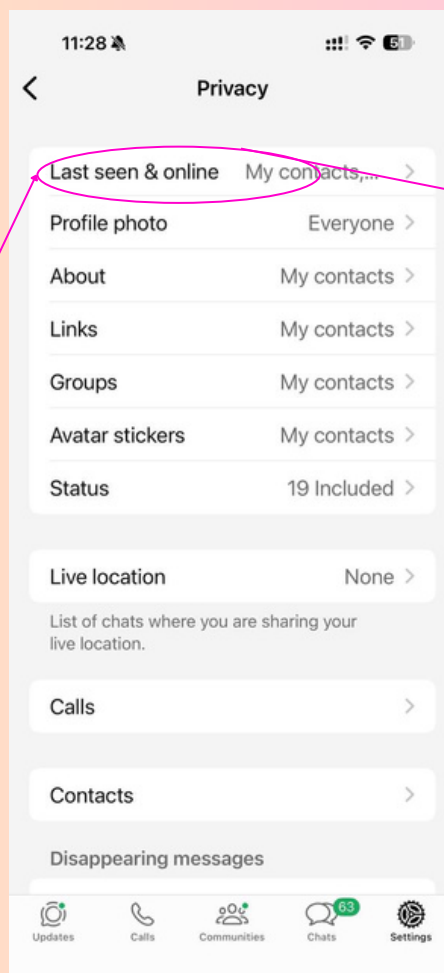 11:28
51
Privacy
Last seen & online My contacts,...
Profile photo Everyone
About My contacts
Links My contacts
Groups My contacts
Avatar stickers My contacts
Status 19 Included
Live location None
List of chats where you are sharing your
live location.
Calls
Contacts
Disappearing messages
63
Updates Calls Communities Chats Settings